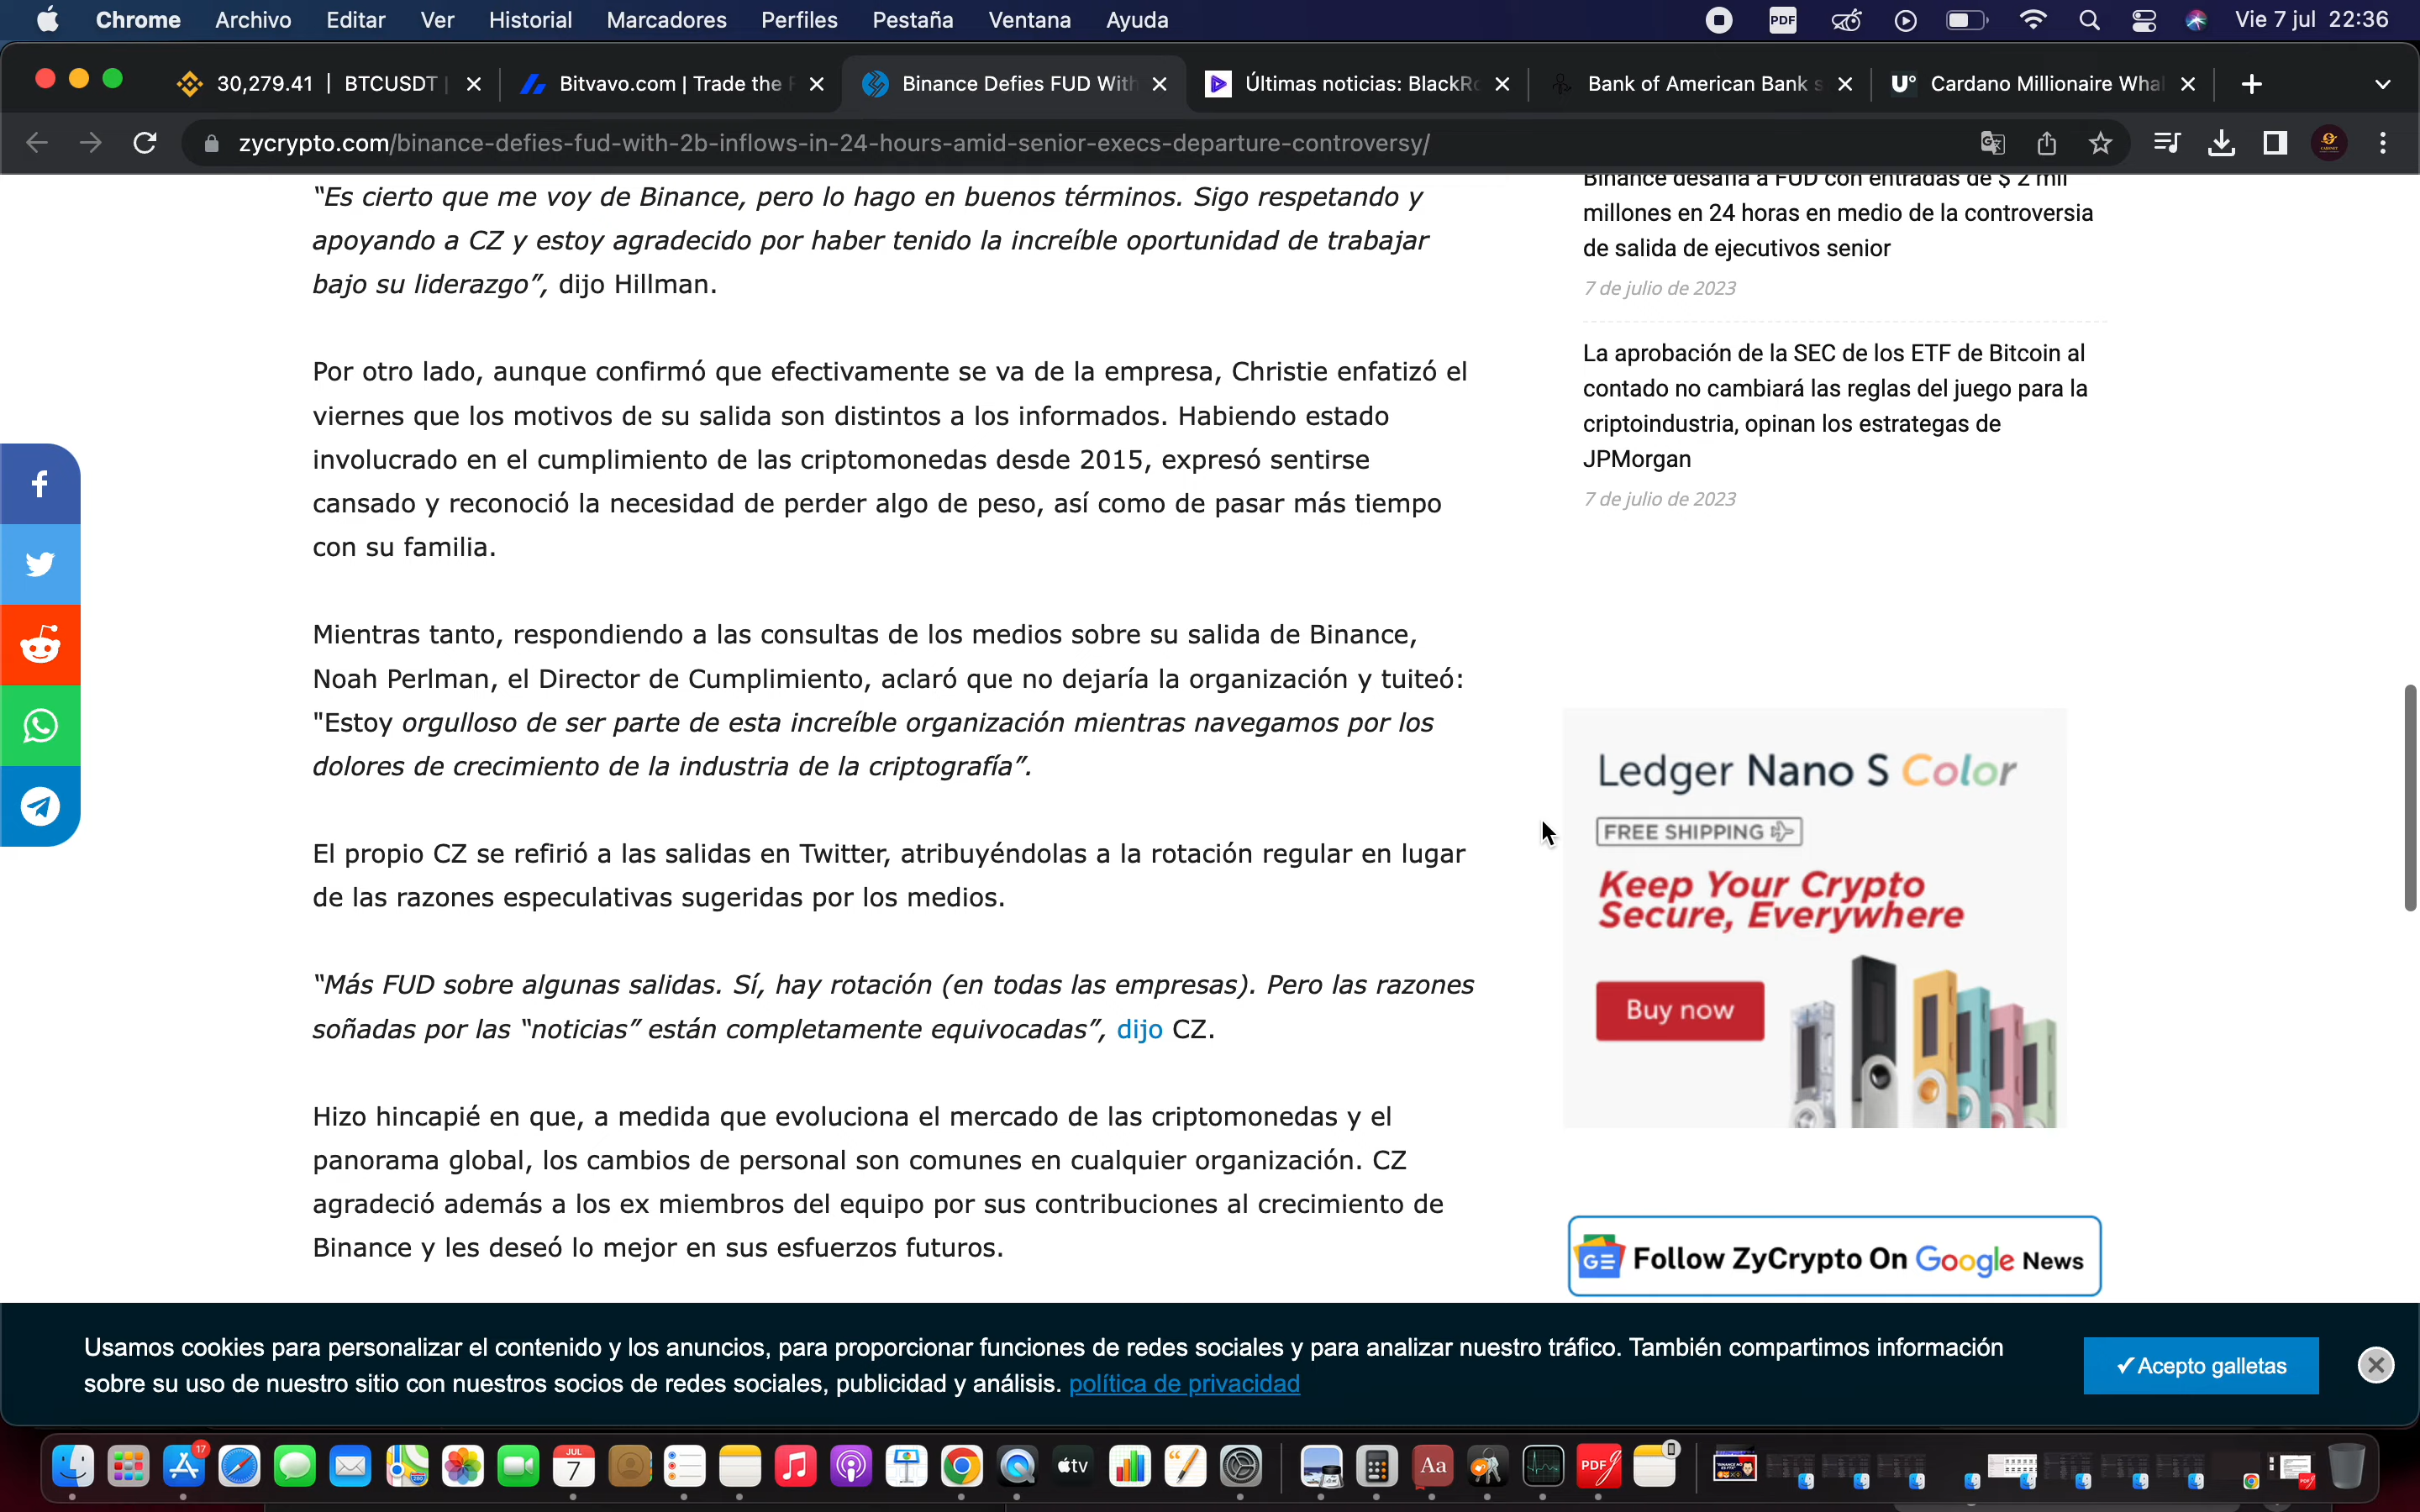 Chrome Archivo Editar Ver Historial Marcadores Perfiles Pestaña Ventana Ayuda
PDF
Vie 7 jul 22:36
30,279.41 | BTCUSDT |
Bitvavo.com | Trade the
Binance Defies FUD With
Últimas noticias: BlackRo
Bank of American Bank s
Cardano Millionaire Whal
zycrypto.com/binance-defies-fud-with-2b-inflows-in-24-hours-amid-senior-execs-departure-controversy/
“Es cierto que me voy de Binance, pero lo hago en buenos términos. Sigo respetando y
apoyando a CZ y estoy agradecido por haber tenido la increíble oportunidad de trabajar
bajo su liderazgo”, dijo Hillman.
Por otro lado, aunque confirmó que efectivamente se va de la empresa, Christie enfatizó el
viernes que los motivos de su salida son distintos a los informados. Habiendo estado
involucrado en el cumplimiento de las criptomonedas desde 2015, expresó sentirse
cansado y reconoció la necesidad de perder algo de peso, así como de pasar más tiempo
con su familia.
Mientras tanto, respondiendo a las consultas de los medios sobre su salida de Binance,
Noah Perlman, el Director de Cumplimiento, aclaró que no dejaría la organización y tuiteó:
"Estoy orgulloso de ser parte de esta increíble organización mientras navegamos por los
dolores de crecimiento de la industria de la criptografía”.
El propio CZ se refirió a las salidas en Twitter, atribuyéndolas a la rotación regular en lugar
de las razones especulativas sugeridas por los medios.
“Más FUD sobre algunas salidas. Sí, hay rotación (en todas las empresas). Pero las razones
soñadas por las “noticias” están completamente equivocadas”, dijo CZ.
Hizo hincapié en que, a medida que evoluciona el mercado de las criptomonedas y el
panorama global, los cambios de personal son comunes en cualquier organización. CZ
agradeció además a los ex miembros del equipo por sus contribuciones al crecimiento de
Binance y les deseó lo mejor en sus esfuerzos futuros.
Binance desafía a FUD con entradas de $ 2 mil
millones en 24 horas en medio de la controversia
de salida de ejecutivos senior
7 de julio de 2023
La aprobación de la SEC de los ETF de Bitcoin al
contado no cambiará las reglas del juego para la
criptoindustria, opinan los estrategas de
JPMorgan
7 de julio de 2023
Ledger Nano S Color
FREE SHIPPING
Keep Your Crypto
Secure, Everywhere
Buy now
GE Follow ZyCrypto On Google News
Usamos cookies para personalizar el contenido y los anuncios, para proporcionar funciones de redes sociales y para analizar nuestro tráfico. También compartimos información
sobre su uso de nuestro sitio con nuestros socios de redes sociales, publicidad y análisis. política de privacidad
✓Acepto galletas
17
JUL
7
tv
Aa
PDF